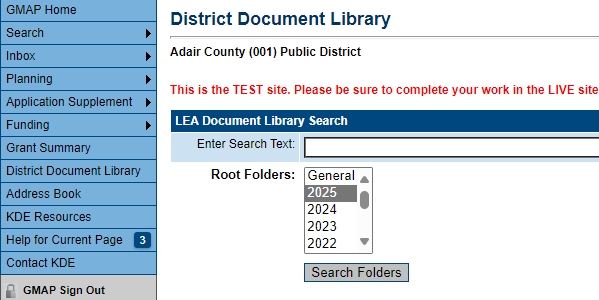 GMAP Home
Search
Inbox
Planning
Application Supplement
Funding
Grant Summary
District Document Library
Address Book
KDE Resources
Help for Current Page 3
Contact KDE
GMAP Sign Out
District Document Library
Adair County (001) Public District
This is the TEST site. Please be sure to complete your work in the LIVE site
LEA Document Library Search
Enter Search Text:
Root Folders:
General
2025
2024
2023
2022
Search Folders